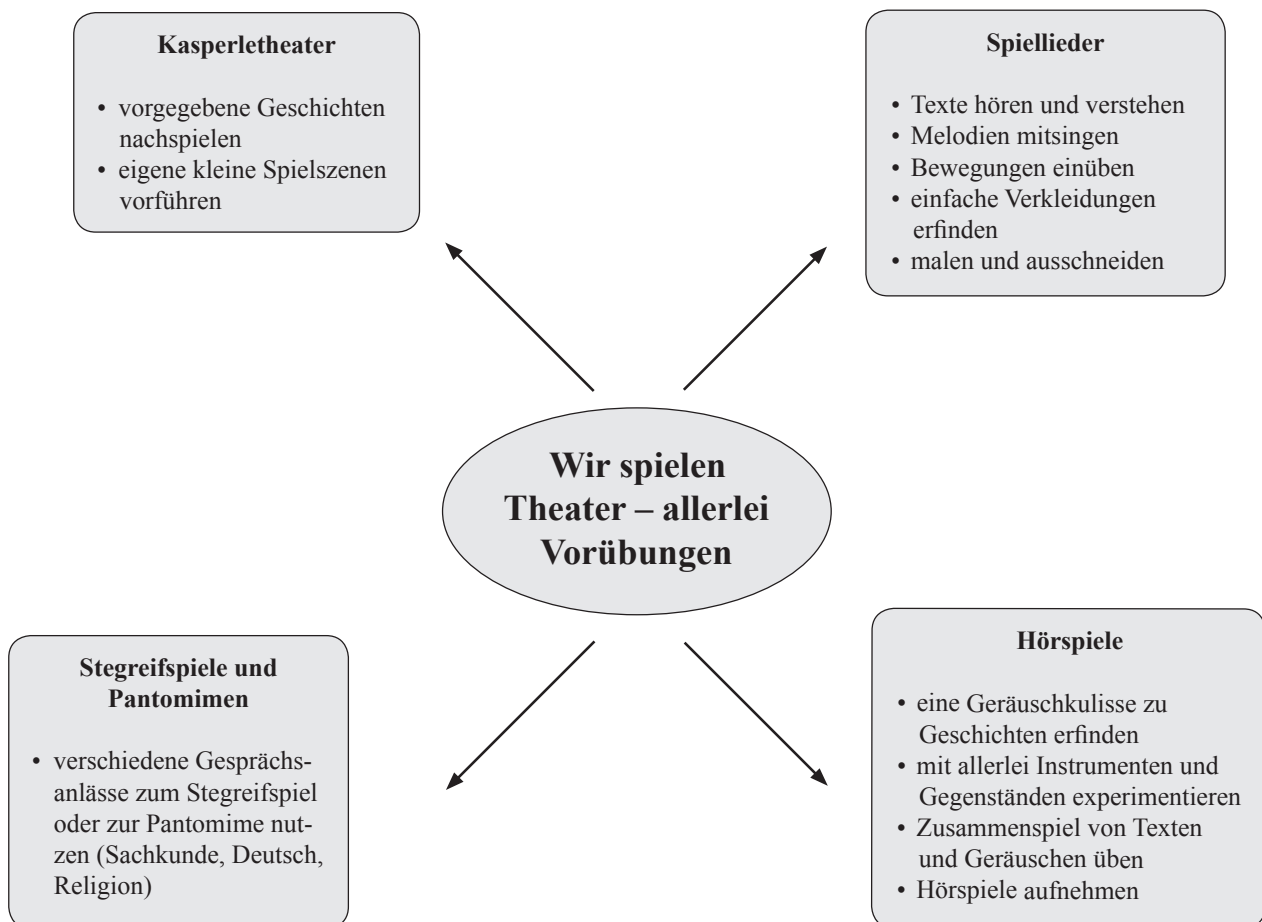 Kasperletheater
• vorgegebene Geschichten
nachspielen
• eigene kleine Spielszenen
vorführen
Spiellieder
• Texte hören und verstehen
• Melodien mitsingen
• Bewegungen einüben
• einfache Verkleidungen
erfinden
• malen und ausschneiden
Wir spielen
Theater – allerlei
Vorübungen
Stegreifspiele und
Pantomimen
• verschiedene Gesprächs-
anlässe zum Stegreifspiel
oder zur Pantomime nut-
zen (Sachkunde, Deutsch,
Religion)
Hörspiele
• eine Geräuschkulisse zu
Geschichten erfinden
• mit allerlei Instrumenten und
Gegenständen experimentieren
• Zusammenspiel von Texten
und Geräuschen üben
• Hörspiele aufnehmen